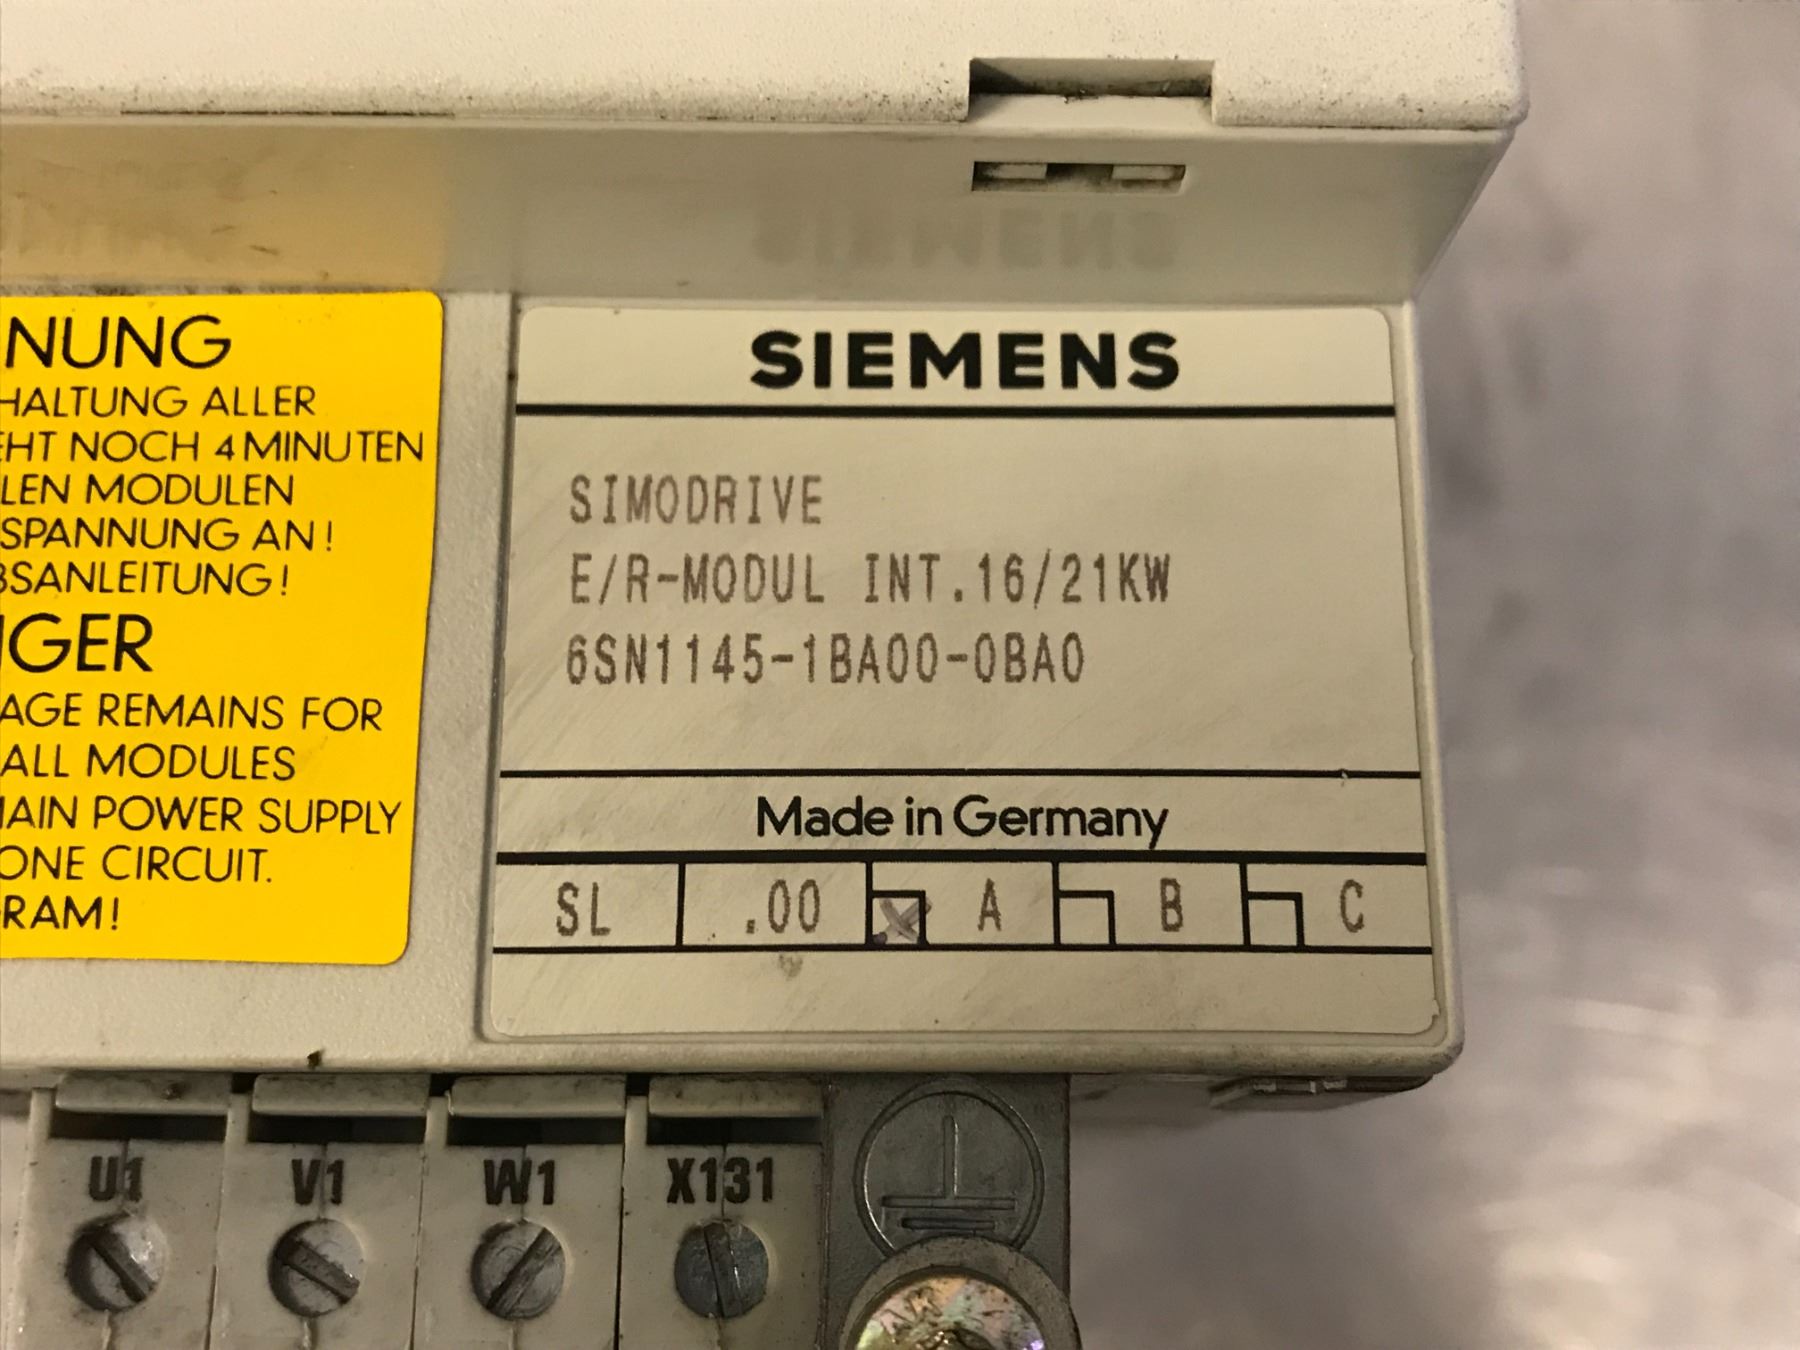 NUNG
HALTUNG ALLER
EHT NOCH 4 MINUTEN
LEN MODULEN
SPANNUNG AN!
BSANLEITUNG!
NGER
AGE REMAINS FOR
ALL MODULES
MAIN POWER SUPPLY
ONE CIRCUIT.
RAM!
SIEMENS
SIMODRIVE
E/R-MODUL INT.16/21KW
6SN1145-1BA00-0BA0
Made in Germany
SL .00 A B C
U1 V1 W1 X131